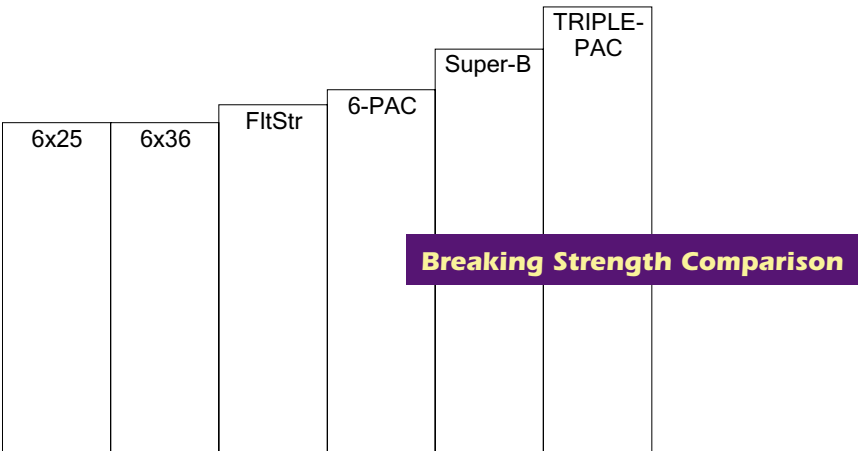 6x25
6x36
FltStr
6-PAC
Super-B
TRIPLE-
PAC
Breaking Strength Comparison